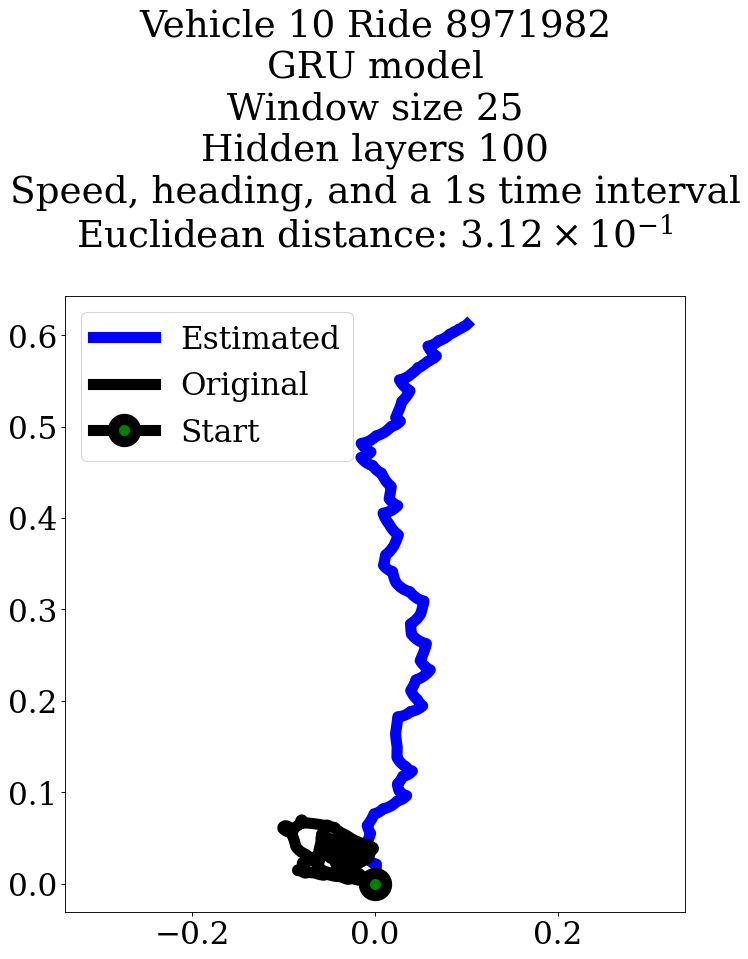 Vehicle 10 Ride 8971982
GRU model
Window size 25
Hidden layers 100
Speed, heading, and a 1s time interval
Euclidean distance: 3.12 × 10⁻¹
Estimated
Original
Start
0.6
0.5
0.4
0.3
0.2
0.1
0.0
−0.2 0.0 0.2